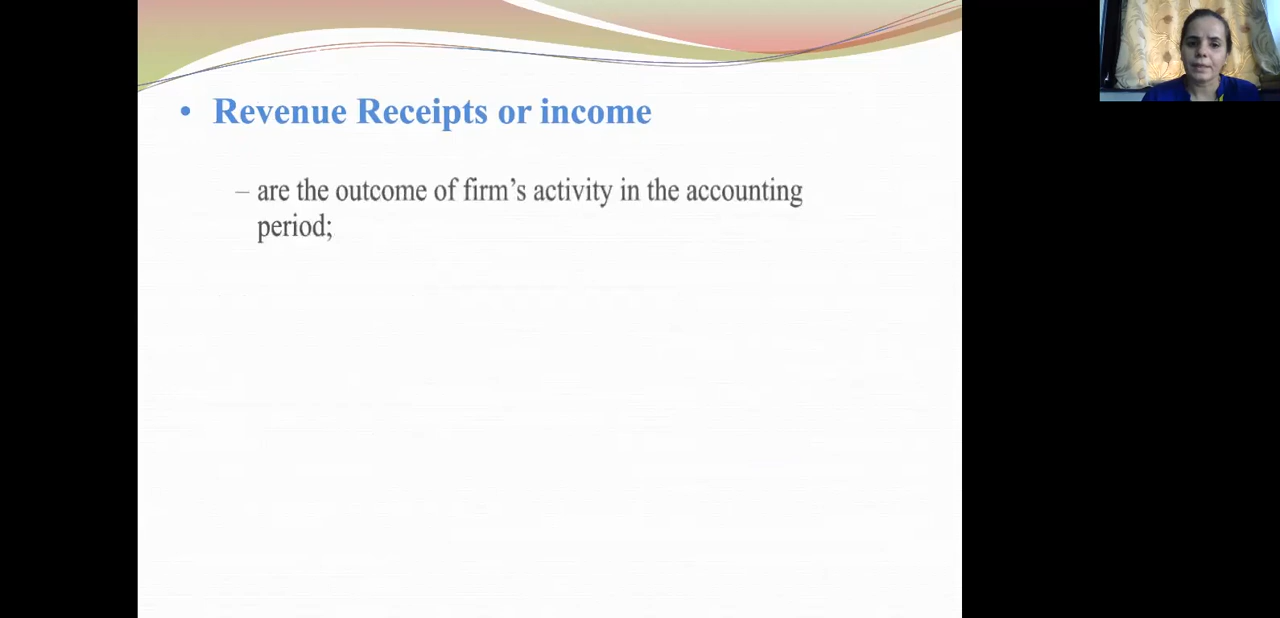 • Revenue Receipts or income
– are the outcome of firm’s activity in the accounting
period;